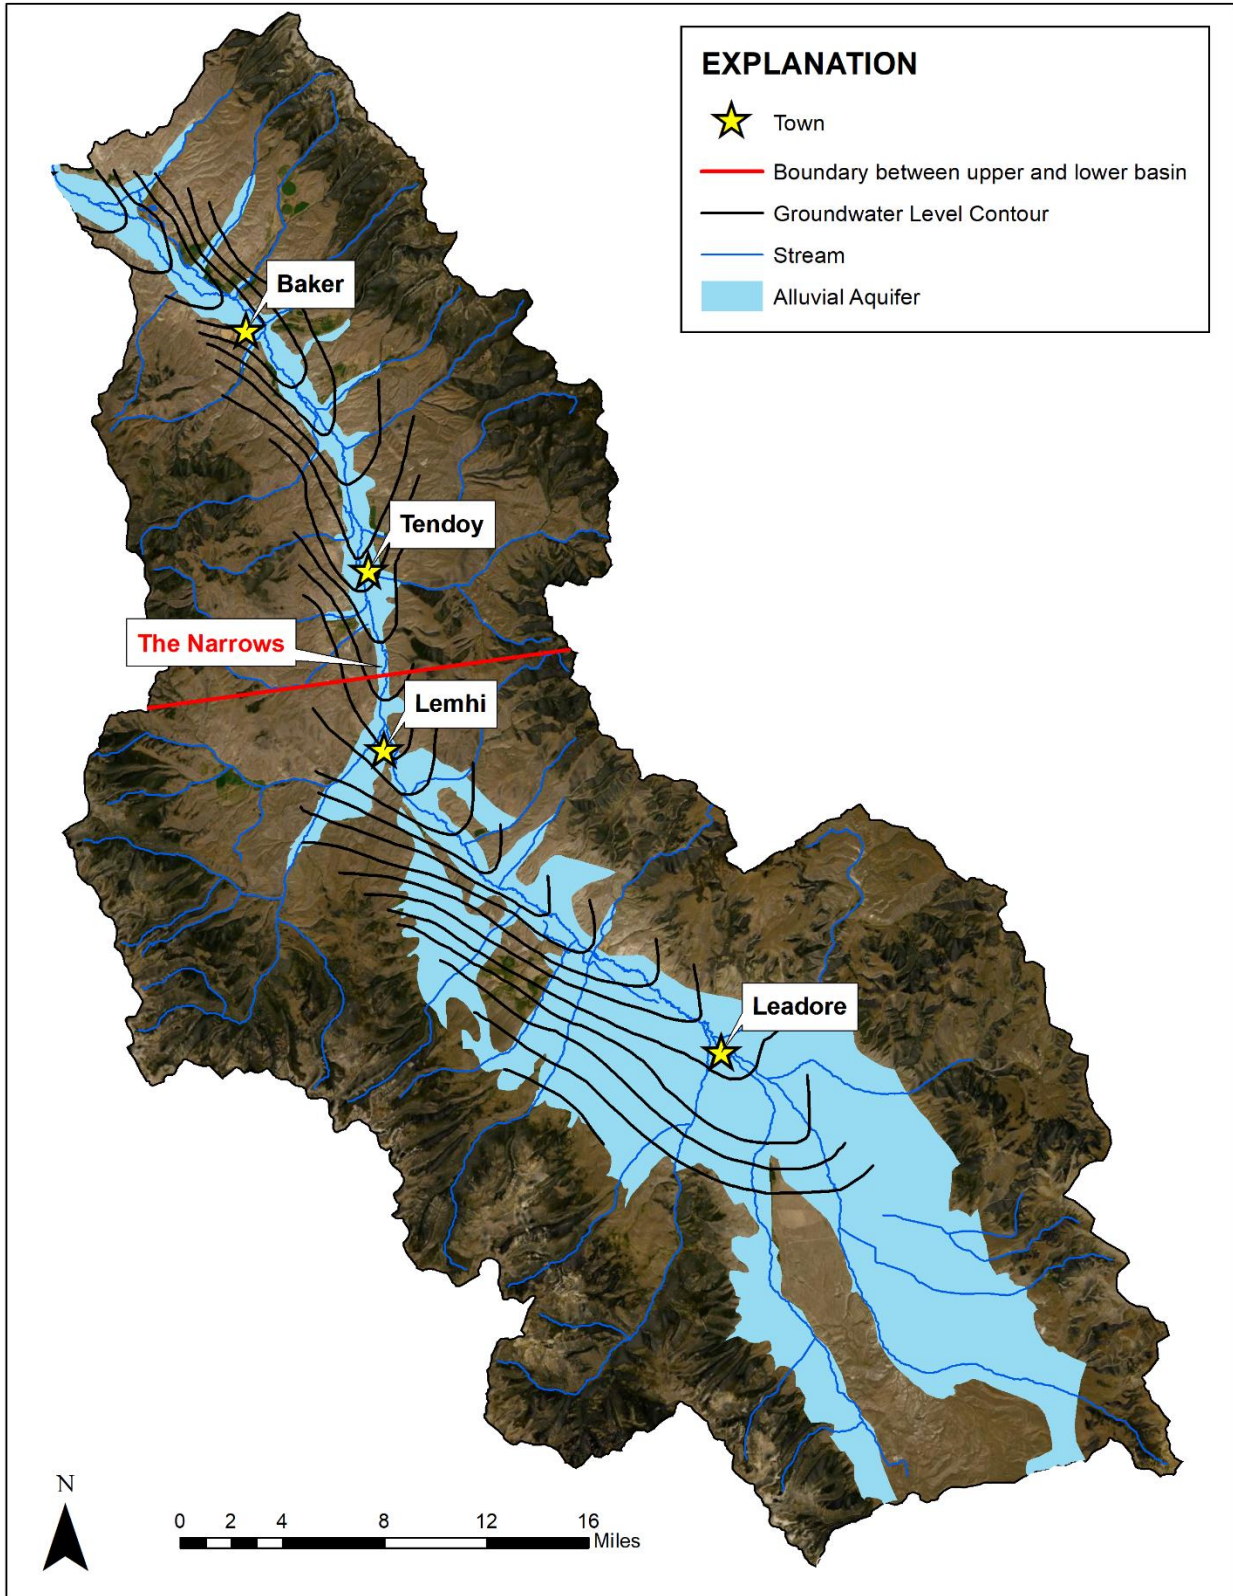 EXPLANATION
Town
Boundary between upper and lower basin
Groundwater Level Contour
Stream
Alluvial Aquifer
Baker
Tendoy
The Narrows
Lemhi
Leadore
N
0 2 4 8 12 16
Miles